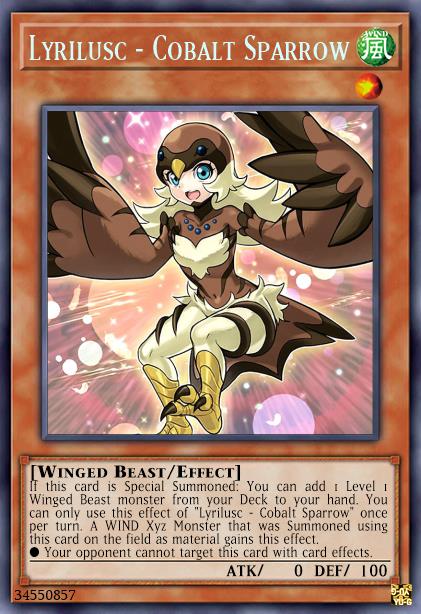 LYRILUSC - COBALT SPARROW
WIND
風
[WINGED BEAST/EFFECT]
If this card is Special Summoned: You can add 1 Level 1
Winged Beast monster from your Deck to your hand. You
can only use this effect of "Lyrilusc - Cobalt Sparrow" once
per turn. A WIND Xyz Monster that was Summoned using
this card on the field as material gains this effect.
● Your opponent cannot target this card with card effects.
ATK/ 0 DEF/ 100
34550857